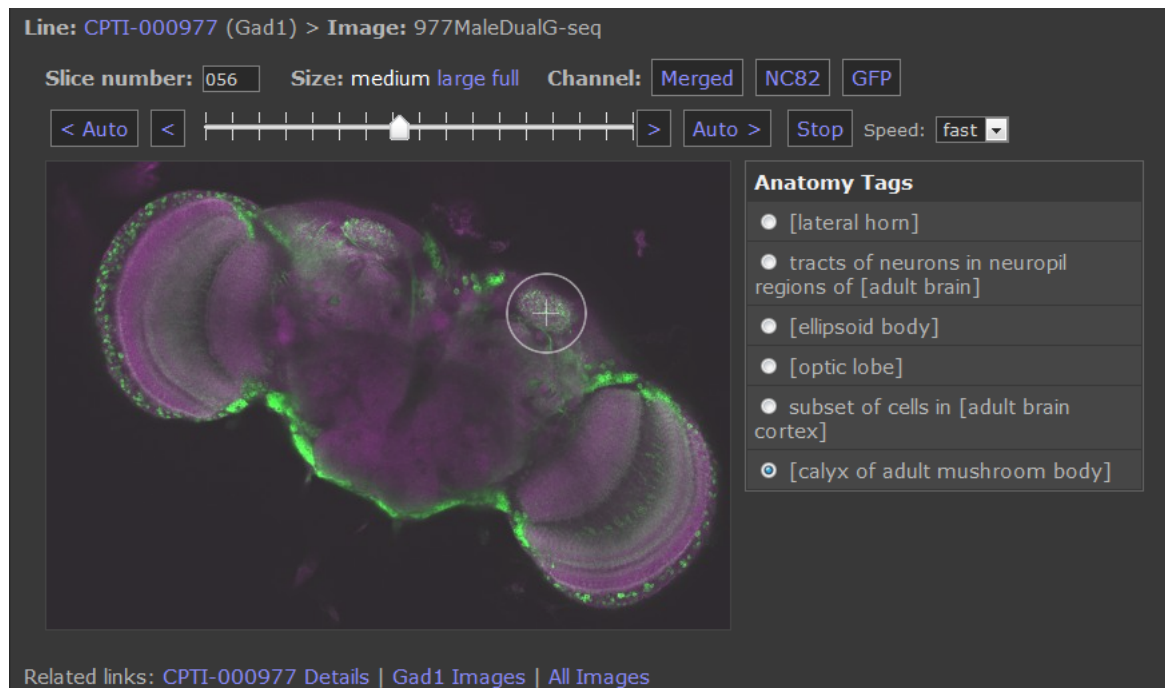 Line: CPTI-000977 (Gad1) > Image: 977MaleDualG-seq
Slice number: 056 Size: medium large full Channel: Merged NC82 GFP
< Auto < > Auto > Stop Speed: fast
Anatomy Tags
[lateral horn]
tracts of neurons in neuropil
regions of [adult brain]
[ellipsoid body]
[optic lobe]
subset of cells in [adult brain
cortex]
[calyx of adult mushroom body]
Related links: CPTI-000977 Details | Gad1 Images | All Images